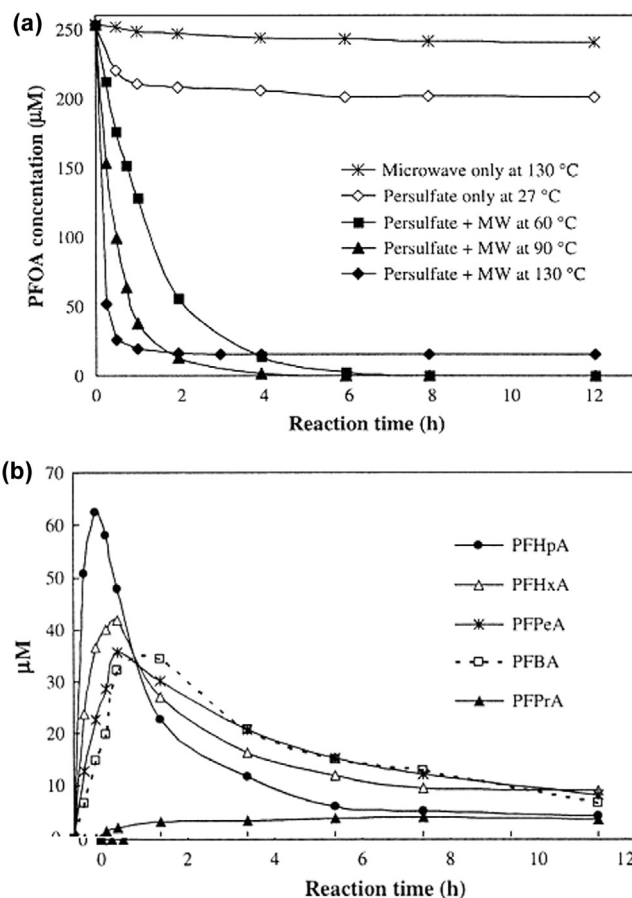 (a)
250
200
150
100
50
0
PFOA concentration (μM)
Microwave only at 130 °C
Persulfate only at 27 °C
Persulfate + MW at 60 °C
Persulfate + MW at 90 °C
Persulfate + MW at 130 °C
0 2 4 6 8 10 12
Reaction time (h)
(b)
70
60
50
40
30
20
10
0
μM
PFHpA
PFHxA
PFPeA
PFBA
PFPrA
0 0 2 4 6 8 10 12
Reaction time (h)